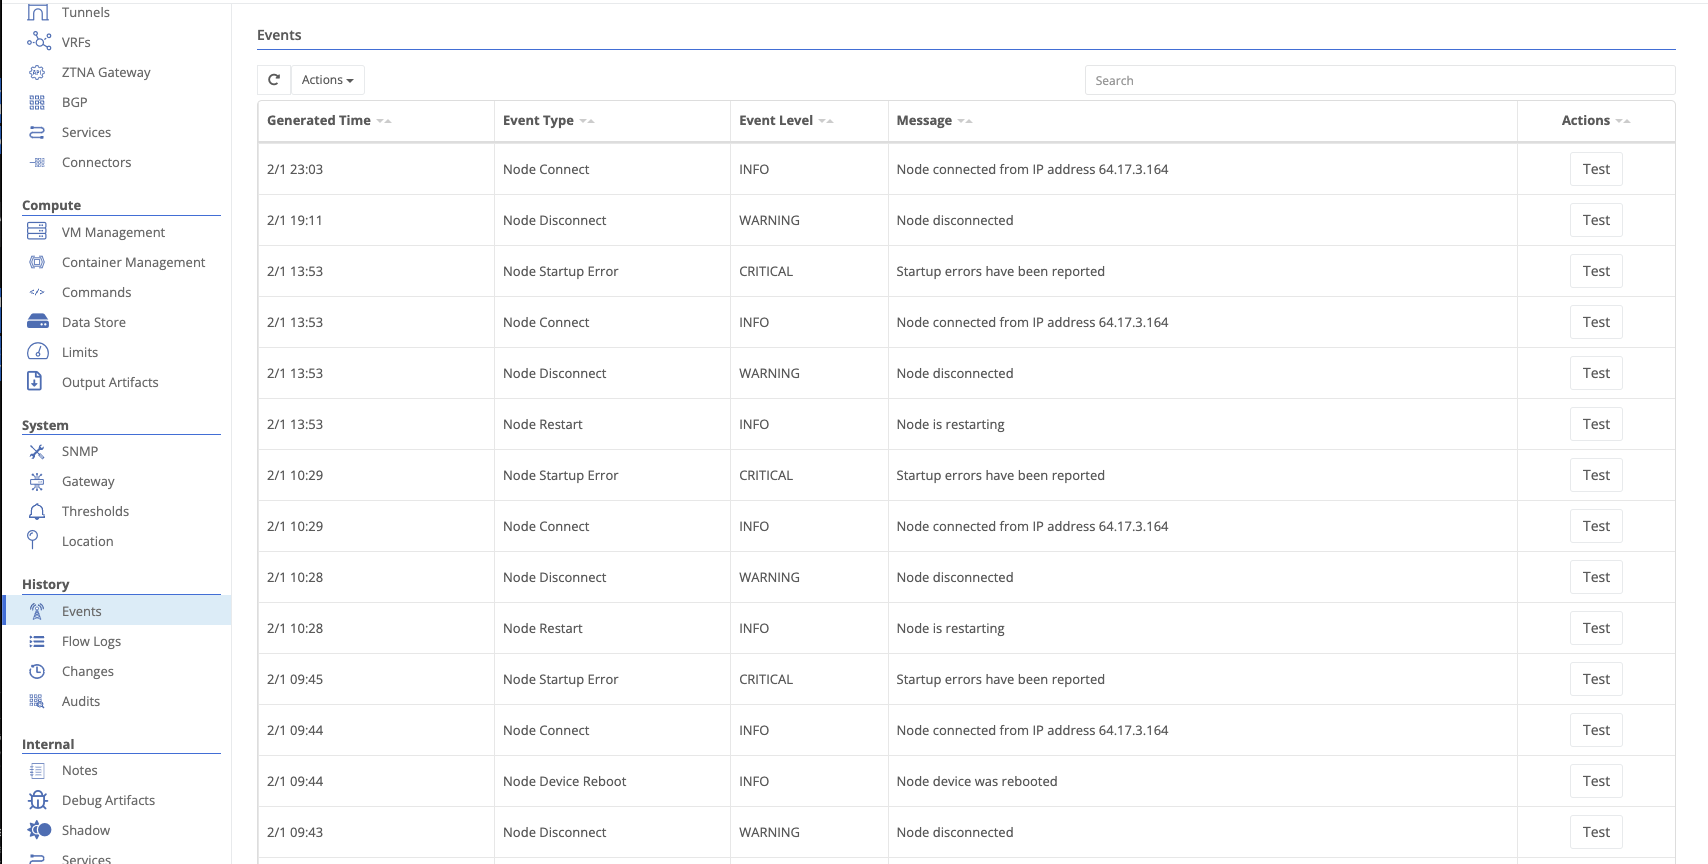 Tunnels
VRFs
ZTNA Gateway
BGP
Services
Connectors
Compute
VM Management
Container Management
Commands
Data Store
Limits
Output Artifacts
System
SNMP
Gateway
Thresholds
Location
History
Events
Flow Logs
Changes
Audits
Internal
Notes
Debug Artifacts
Shadow
Services
Events
Actions
Search
Generated Time Event Type Event Level Message Actions
2/1 23:03 Node Connect INFO Node connected from IP address 64.17.3.164 Test
2/1 19:11 Node Disconnect WARNING Node disconnected Test
2/1 13:53 Node Startup Error CRITICAL Startup errors have been reported Test
2/1 13:53 Node Connect INFO Node connected from IP address 64.17.3.164 Test
2/1 13:53 Node Disconnect WARNING Node disconnected Test
2/1 13:53 Node Restart INFO Node is restarting Test
2/1 10:29 Node Startup Error CRITICAL Startup errors have been reported Test
2/1 10:29 Node Connect INFO Node connected from IP address 64.17.3.164 Test
2/1 10:28 Node Disconnect WARNING Node disconnected Test
2/1 10:28 Node Restart INFO Node is restarting Test
2/1 09:45 Node Startup Error CRITICAL Startup errors have been reported Test
2/1 09:44 Node Connect INFO Node connected from IP address 64.17.3.164 Test
2/1 09:44 Node Device Reboot INFO Node device was rebooted Test
2/1 09:43 Node Disconnect WARNING Node disconnected Test